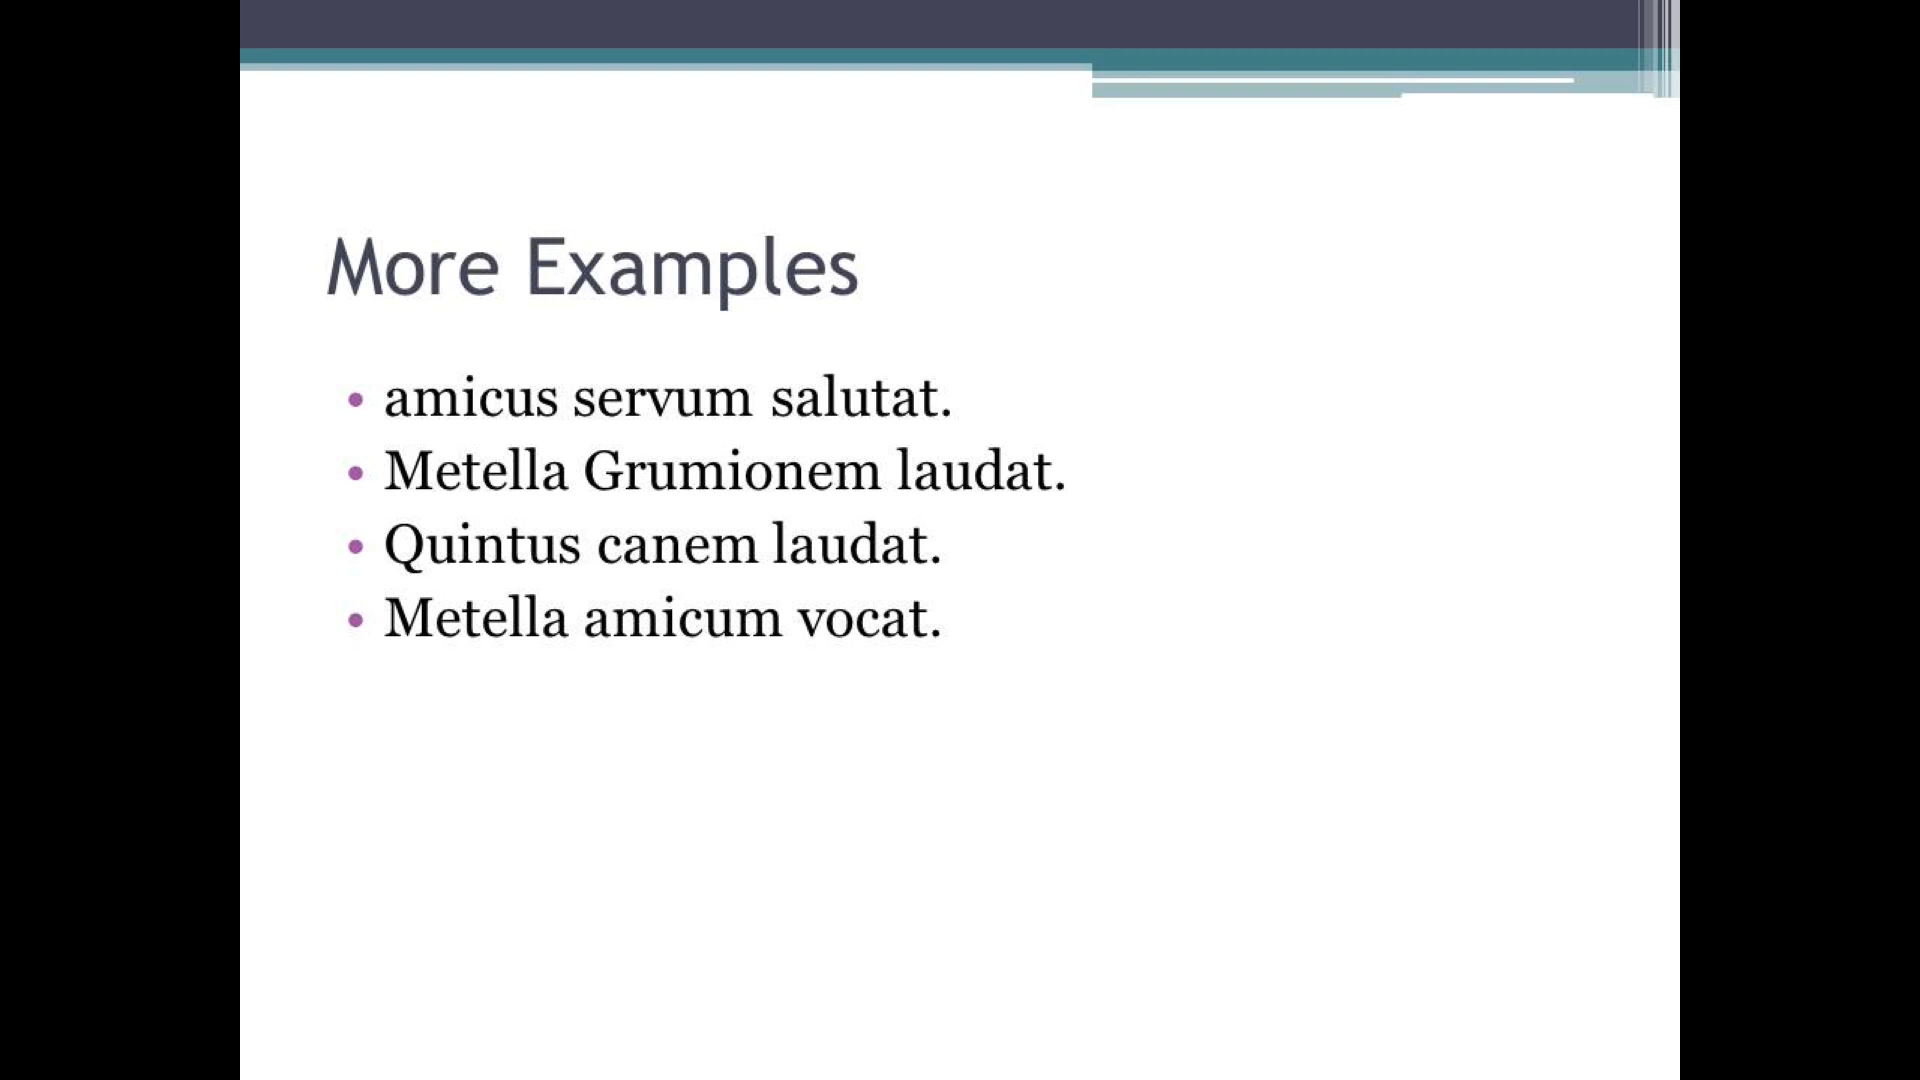 More Examples
• amicus servum salutat.
• Metella Grumionem laudat.
• Quintus canem laudat.
• Metella amicum vocat.